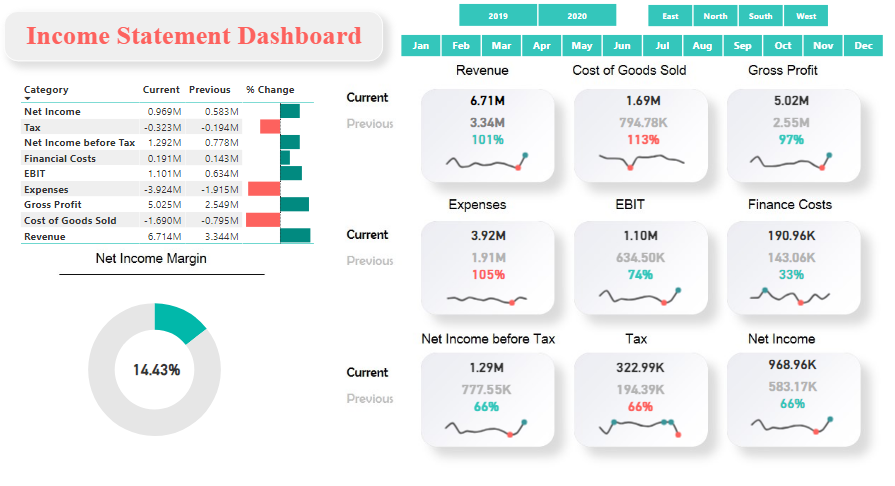 Income Statement Dashboard
2019 2020
East North South West
Jan Feb Mar Apr May Jun Jul Aug Sep Oct Nov Dec
Category Current Previous % Change
Net Income 0.969M 0.583M
Tax -0.323M -0.194M
Net Income before Tax 1.292M 0.778M
Financial Costs 0.191M 0.143M
EBIT 1.101M 0.634M
Expenses -3.924M -1.915M
Gross Profit 5.025M 2.549M
Cost of Goods Sold -1.690M -0.795M
Revenue 6.714M 3.344M
Net Income Margin
14.43%
Revenue Cost of Goods Sold Gross Profit
Current 6.71M 1.69M 5.02M
Previous 3.34M 794.78K 2.55M
101% 113% 97%
Expenses EBIT Finance Costs
Current 3.92M 1.10M 190.96K
Previous 1.91M 634.50K 143.06K
105% 74% 33%
Net Income before Tax Tax Net Income
Current 1.29M 322.99K 968.96K
Previous 777.55K 194.39K 583.17K
66% 66% 66%